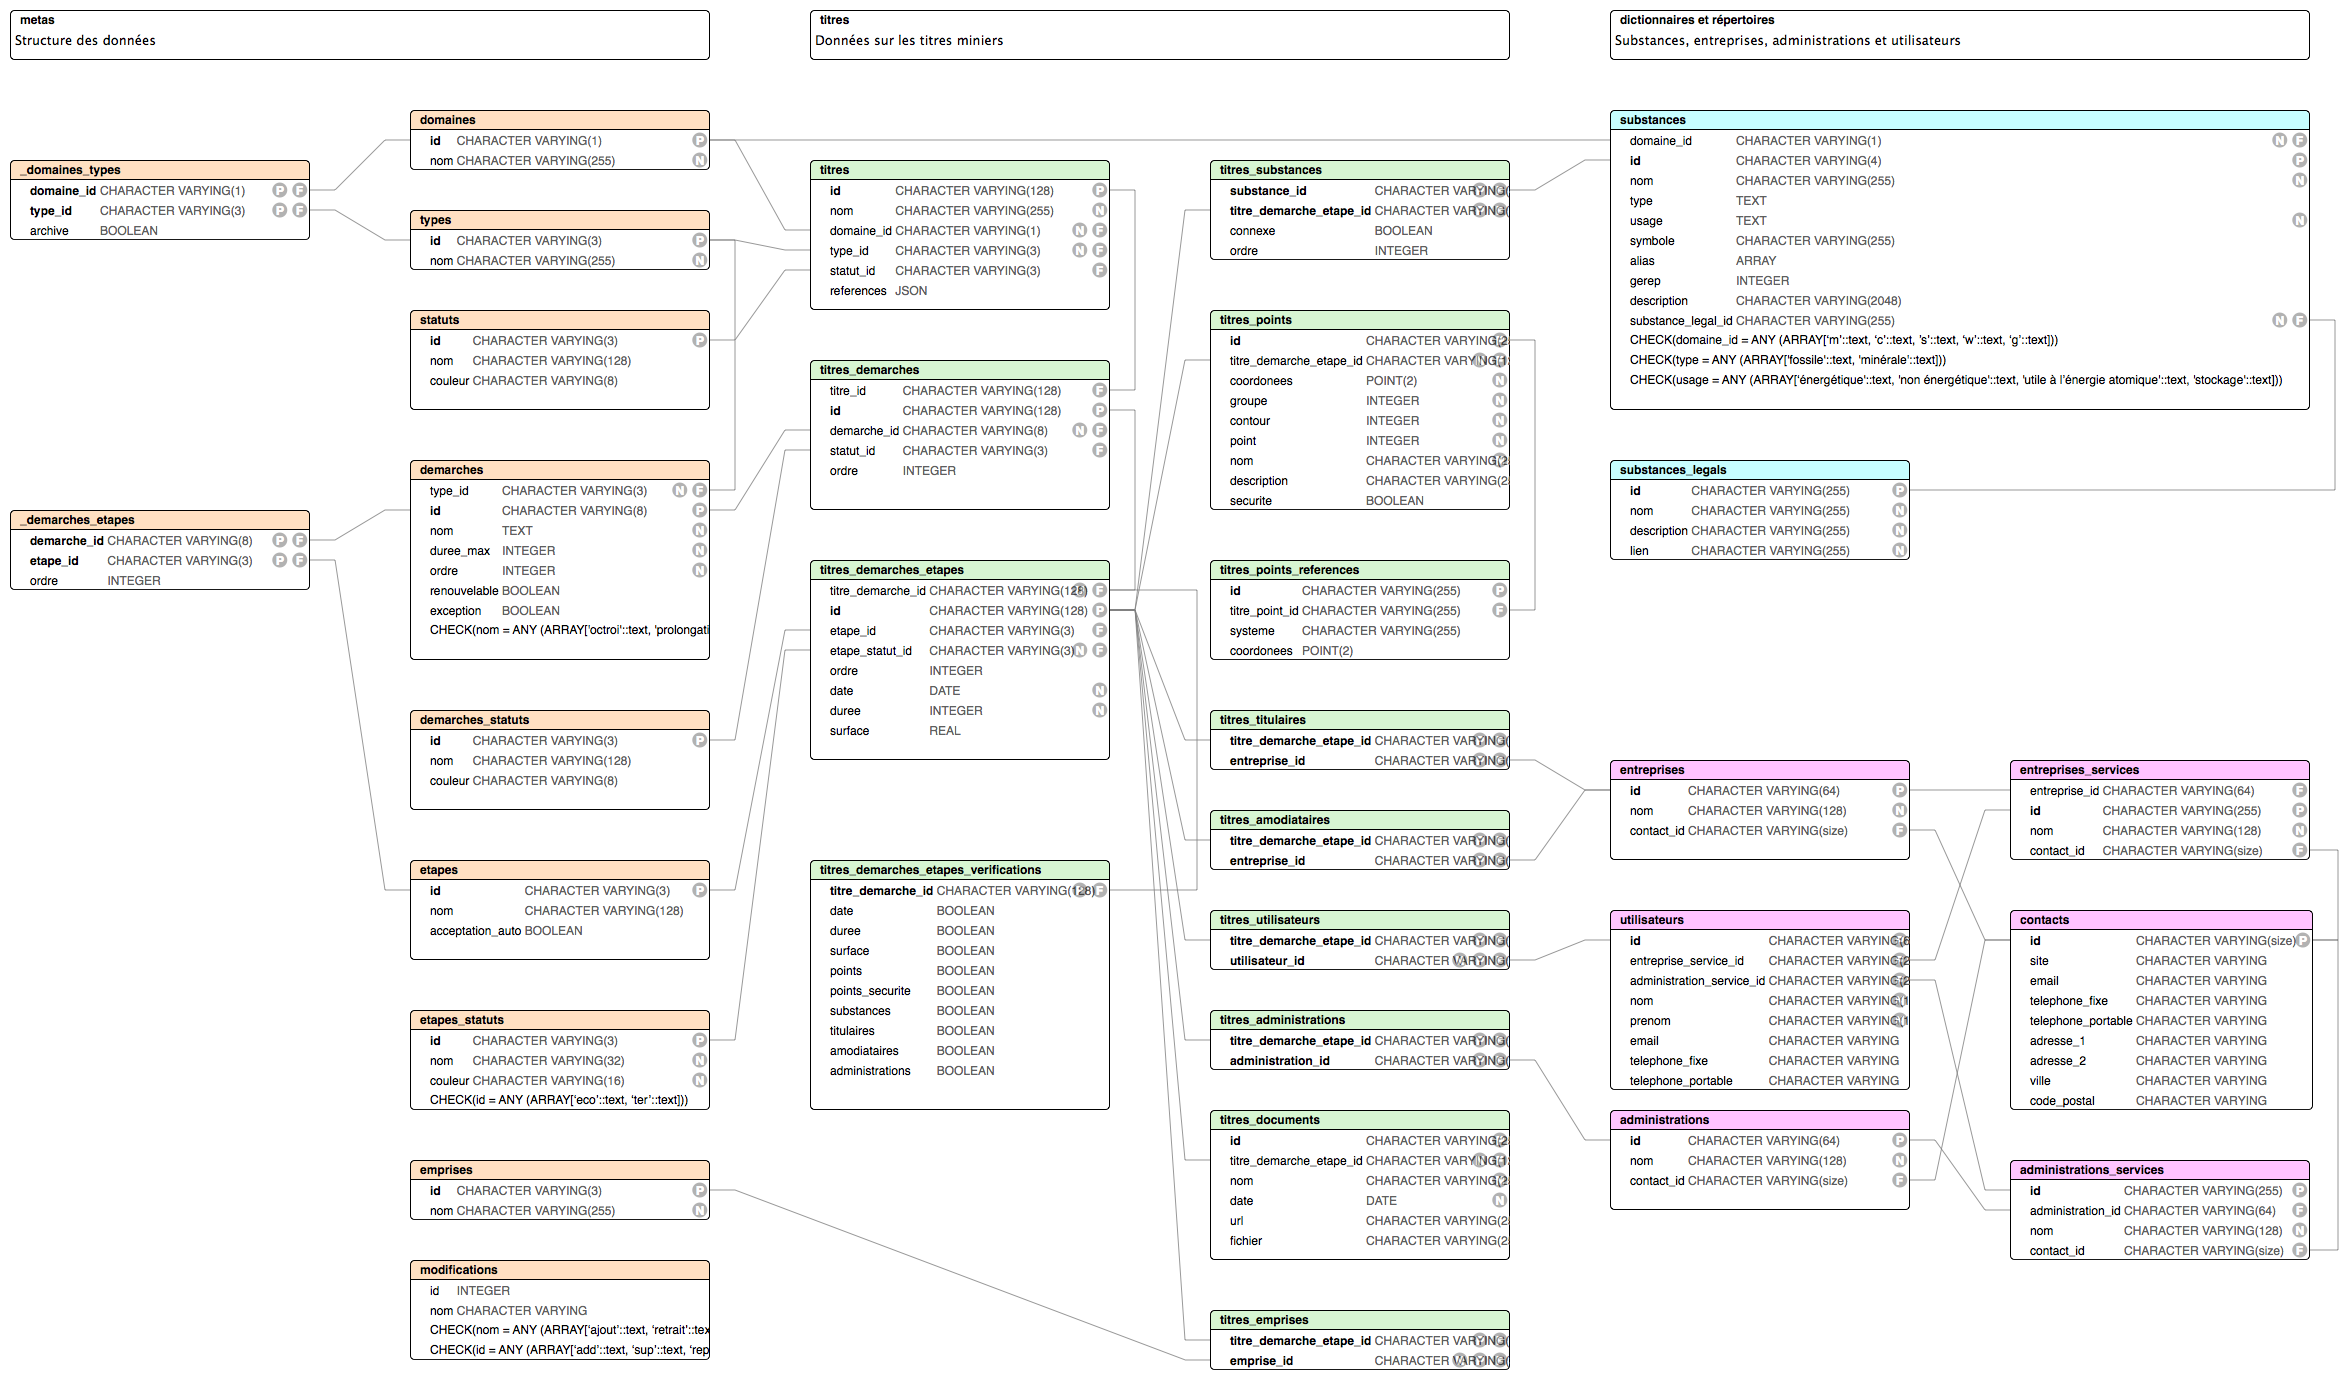 metas
Structure des données
titres
Données sur les titres miniers
dictionnaires et répertoires
Substances, entreprises, administrations et utilisateurs
_domaines_types
domaine_id CHARACTER VARYING(1) P F
type_id CHARACTER VARYING(3) P F
archive BOOLEAN
_demarches_etapes
demarche_id CHARACTER VARYING(8) P F
etape_id CHARACTER VARYING(3) P F
ordre INTEGER
domaines
id CHARACTER VARYING(1) P
nom CHARACTER VARYING(255) N
types
id CHARACTER VARYING(3) P
nom CHARACTER VARYING(255) N
statuts
id CHARACTER VARYING(3) P
nom CHARACTER VARYING(128)
couleur CHARACTER VARYING(8)
demarches
type_id CHARACTER VARYING(3) N F
id CHARACTER VARYING(8) P
nom TEXT N
duree_max INTEGER N
ordre INTEGER N
renouvelable BOOLEAN
exception BOOLEAN
CHECK(nom = ANY (ARRAY['octroi'::text, 'prolongati
demarches_statuts
id CHARACTER VARYING(3) P
nom CHARACTER VARYING(128)
couleur CHARACTER VARYING(8)
etapes
id CHARACTER VARYING(3) P
nom CHARACTER VARYING(128)
acceptation_auto BOOLEAN
etapes_statuts
id CHARACTER VARYING(3) P
nom CHARACTER VARYING(32) N
couleur CHARACTER VARYING(16) N
CHECK(id = ANY (ARRAY['eco'::text, 'ter'::text]))
emprises
id CHARACTER VARYING(3) P
nom CHARACTER VARYING(255) N
modifications
id INTEGER
nom CHARACTER VARYING
CHECK(nom = ANY (ARRAY['ajout'::text, 'retrait'::tex
CHECK(id = ANY (ARRAY['add'::text, 'sup'::text, 'rep
titres
id CHARACTER VARYING(128) P
nom CHARACTER VARYING(255) N
domaine_id CHARACTER VARYING(1) N F
type_id CHARACTER VARYING(3) N F
statut_id CHARACTER VARYING(3) F
references JSON
titres_demarches
titre_id CHARACTER VARYING(128) F
id CHARACTER VARYING(128) P
demarche_id CHARACTER VARYING(8) N F
statut_id CHARACTER VARYING(3) F
ordre INTEGER
titres_demarches_etapes
titre_demarche_id CHARACTER VARYING(128) F
id CHARACTER VARYING(128) P
etape_id CHARACTER VARYING(3) F
etape_statut_id CHARACTER VARYING(3) N F
ordre INTEGER
date DATE N
duree INTEGER N
surface REAL
titres_demarches_etapes_verifications
titre_demarche_id CHARACTER VARYING(128) F
date BOOLEAN
duree BOOLEAN
surface BOOLEAN
points BOOLEAN
points_securite BOOLEAN
substances BOOLEAN
titulaires BOOLEAN
amodiataires BOOLEAN
administrations BOOLEAN
titres_substances
substance_id CHARACTER VARYING(
titre_demarche_etape_id CHARACTER VARYING(
connexe BOOLEAN
ordre INTEGER
titres_points
id CHARACTER VARYING(2
titre_demarche_etape_id CHARACTER VARYING(1
coordonees POINT(2) N
groupe INTEGER N
contour INTEGER N
point INTEGER N
nom CHARACTER VARYING(2
description CHARACTER VARYING(2
securite BOOLEAN
titres_points_references
id CHARACTER VARYING(255) P
titre_point_id CHARACTER VARYING(255) F
systeme CHARACTER VARYING(255)
coordonees POINT(2)
titres_titulaires
titre_demarche_etape_id CHARACTER VARYING(
entreprise_id CHARACTER VARYING(
titres_amodiataires
titre_demarche_etape_id CHARACTER VARYING(
entreprise_id CHARACTER VARYING(
titres_utilisateurs
titre_demarche_etape_id CHARACTER VARYING(
utilisateur_id CHARACTER VARYING(
titres_administrations
titre_demarche_etape_id CHARACTER VARYING(
administration_id CHARACTER VARYING(
titres_documents
id CHARACTER VARYING(2
titre_demarche_etape_id CHARACTER VARYING(1
nom CHARACTER VARYING(2
date DATE N
url CHARACTER VARYING(2
fichier CHARACTER VARYING(2
titres_emprises
titre_demarche_etape_id CHARACTER VARYING(
emprise_id CHARACTER VARYING(
substances
domaine_id CHARACTER VARYING(1) N F
id CHARACTER VARYING(4) P
nom CHARACTER VARYING(255) N
type TEXT
usage TEXT N
symbole CHARACTER VARYING(255)
alias ARRAY
gerep INTEGER
description CHARACTER VARYING(2048)
substance_legal_id CHARACTER VARYING(255) N F
CHECK(domaine_id = ANY (ARRAY['m'::text, 'c'::text, 's'::text, 'w'::text, 'g'::text]))
CHECK(type = ANY (ARRAY['fossile'::text, 'minérale'::text]))
CHECK(usage = ANY (ARRAY['énergétique'::text, 'non énergétique'::text, 'utile à l'énergie atomique'::text, 'stockage'::text]))
substances_legals
id CHARACTER VARYING(255) P
nom CHARACTER VARYING(255) N
description CHARACTER VARYING(255) N
lien CHARACTER VARYING(255) N
entreprises
id CHARACTER VARYING(64) P
nom CHARACTER VARYING(128) N
contact_id CHARACTER VARYING(size) F
utilisateurs
id CHARACTER VARYING(6
entreprise_service_id CHARACTER VARYING(2
administration_service_id CHARACTER VARYING(2
nom CHARACTER VARYING(1
prenom CHARACTER VARYING(1
email CHARACTER VARYING
telephone_fixe CHARACTER VARYING
telephone_portable CHARACTER VARYING
administrations
id CHARACTER VARYING(64) P
nom CHARACTER VARYING(128) N
contact_id CHARACTER VARYING(size) F
entreprises_services
entreprise_id CHARACTER VARYING(64) F
id CHARACTER VARYING(255) P
nom CHARACTER VARYING(128) N
contact_id CHARACTER VARYING(size) F
contacts
id CHARACTER VARYING(size) P
site CHARACTER VARYING
email CHARACTER VARYING
telephone_fixe CHARACTER VARYING
telephone_portable CHARACTER VARYING
adresse_1 CHARACTER VARYING
adresse_2 CHARACTER VARYING
ville CHARACTER VARYING
code_postal CHARACTER VARYING
administrations_services
id CHARACTER VARYING(255) P
administration_id CHARACTER VARYING(64) F
nom CHARACTER VARYING(128) N
contact_id CHARACTER VARYING(size) F